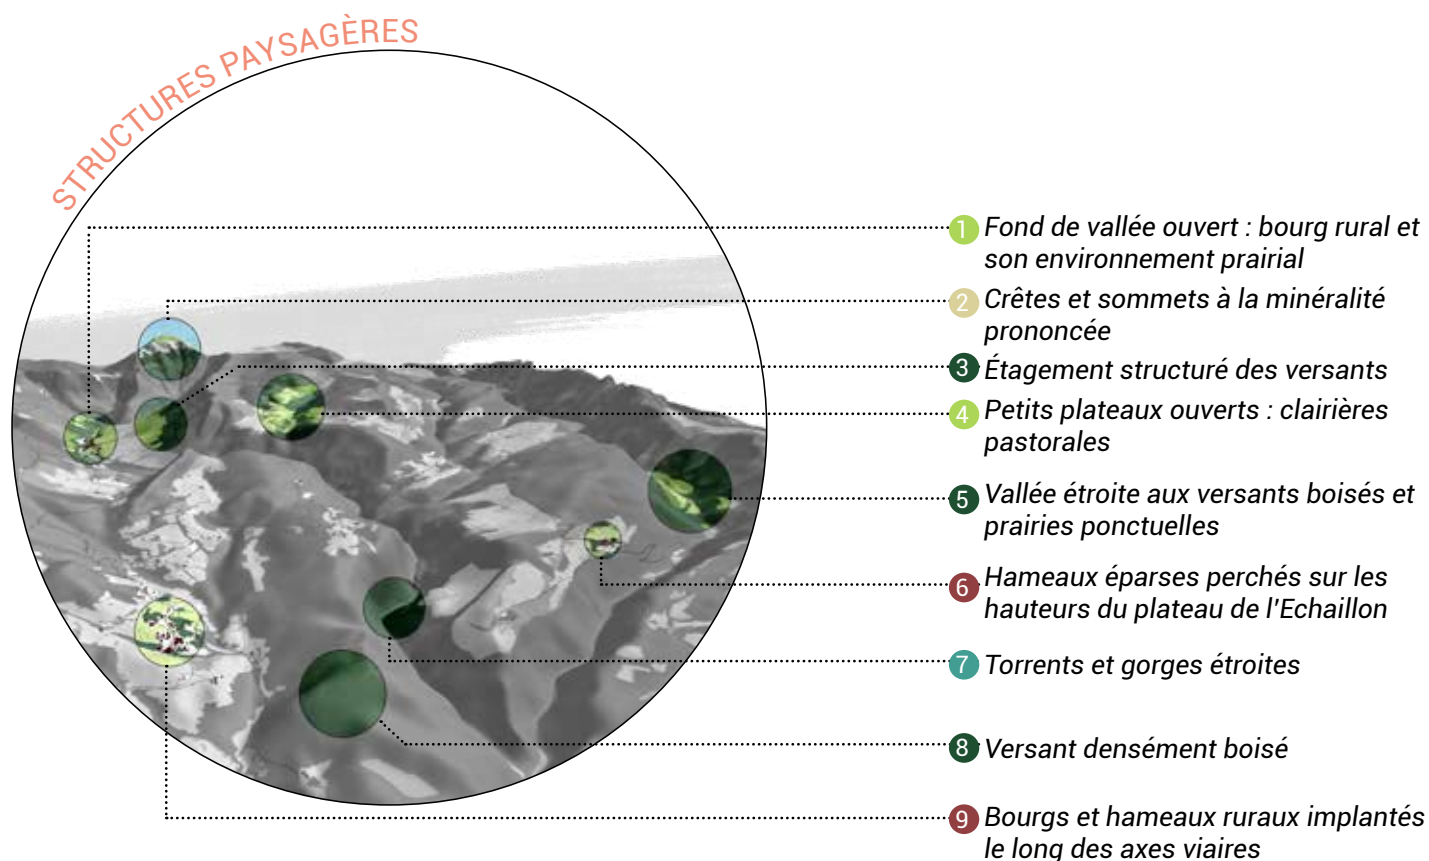 STRUCTURES PAYSAGÈRES
1 Fond de vallée ouvert : bourg rural et
son environnement prairial
2 Crêtes et sommets à la minéralité
prononcée
3 Étagement structuré des versants
4 Petits plateaux ouverts : clairières
pastorales
5 Vallée étroite aux versants boisés et
prairies ponctuelles
6 Hameaux éparses perchés sur les
hauteurs du plateau de l'Echaillon
7 Torrents et gorges étroites
8 Versant densément boisé
9 Bourgs et hameaux ruraux implantés
le long des axes viaires